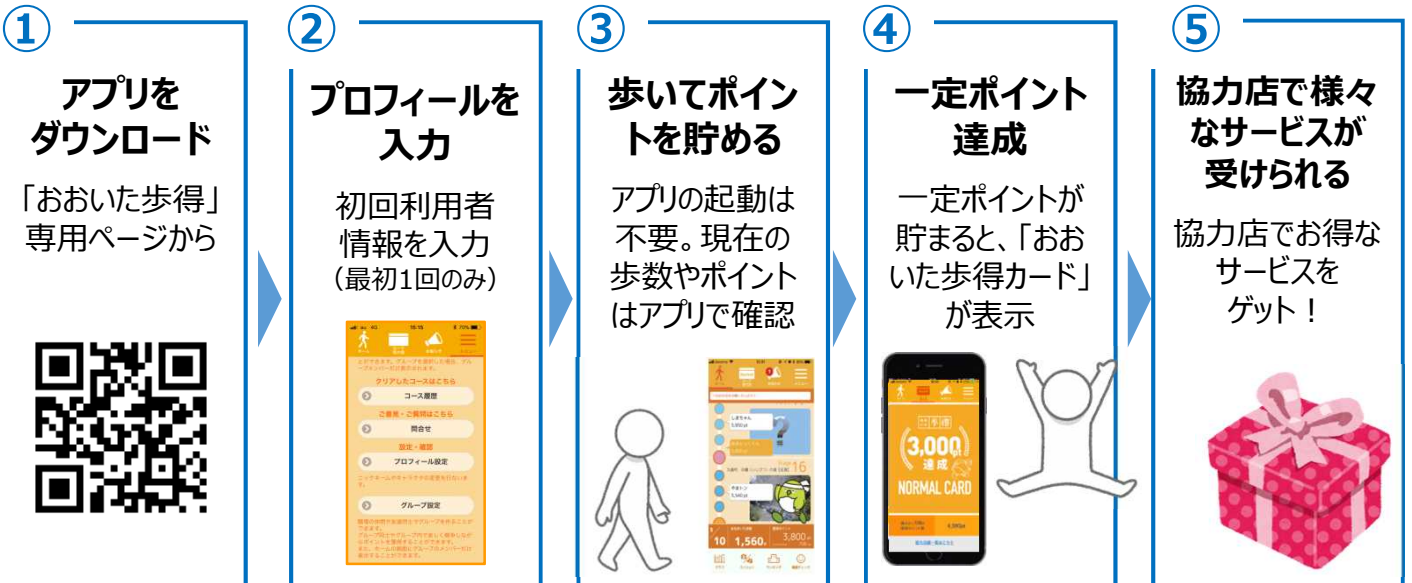 ①
アプリを
ダウンロード
「おおいた歩得」
専用ページから
②
プロフィールを
入力
初回利用者
情報を入力
（最初1回のみ）
クリアしたコースはこちら
コース履歴
ご意見・ご質問はこちら
問合せ
設定・確認
プロフィール設定
グループ設定
③
歩いてポイン
トを貯める
アプリの起動は
不要。現在の
歩数やポイント
はアプリで確認
16
10
1,560
3,800
④
一定ポイント
達成
一定ポイントが
貯まると、「おお
いた歩得カード」
が表示
3,000
達成
NORMAL CARD
⑤
協力店で様々
なサービスが
受けられる
協力店でお得な
サービスを
ゲット！